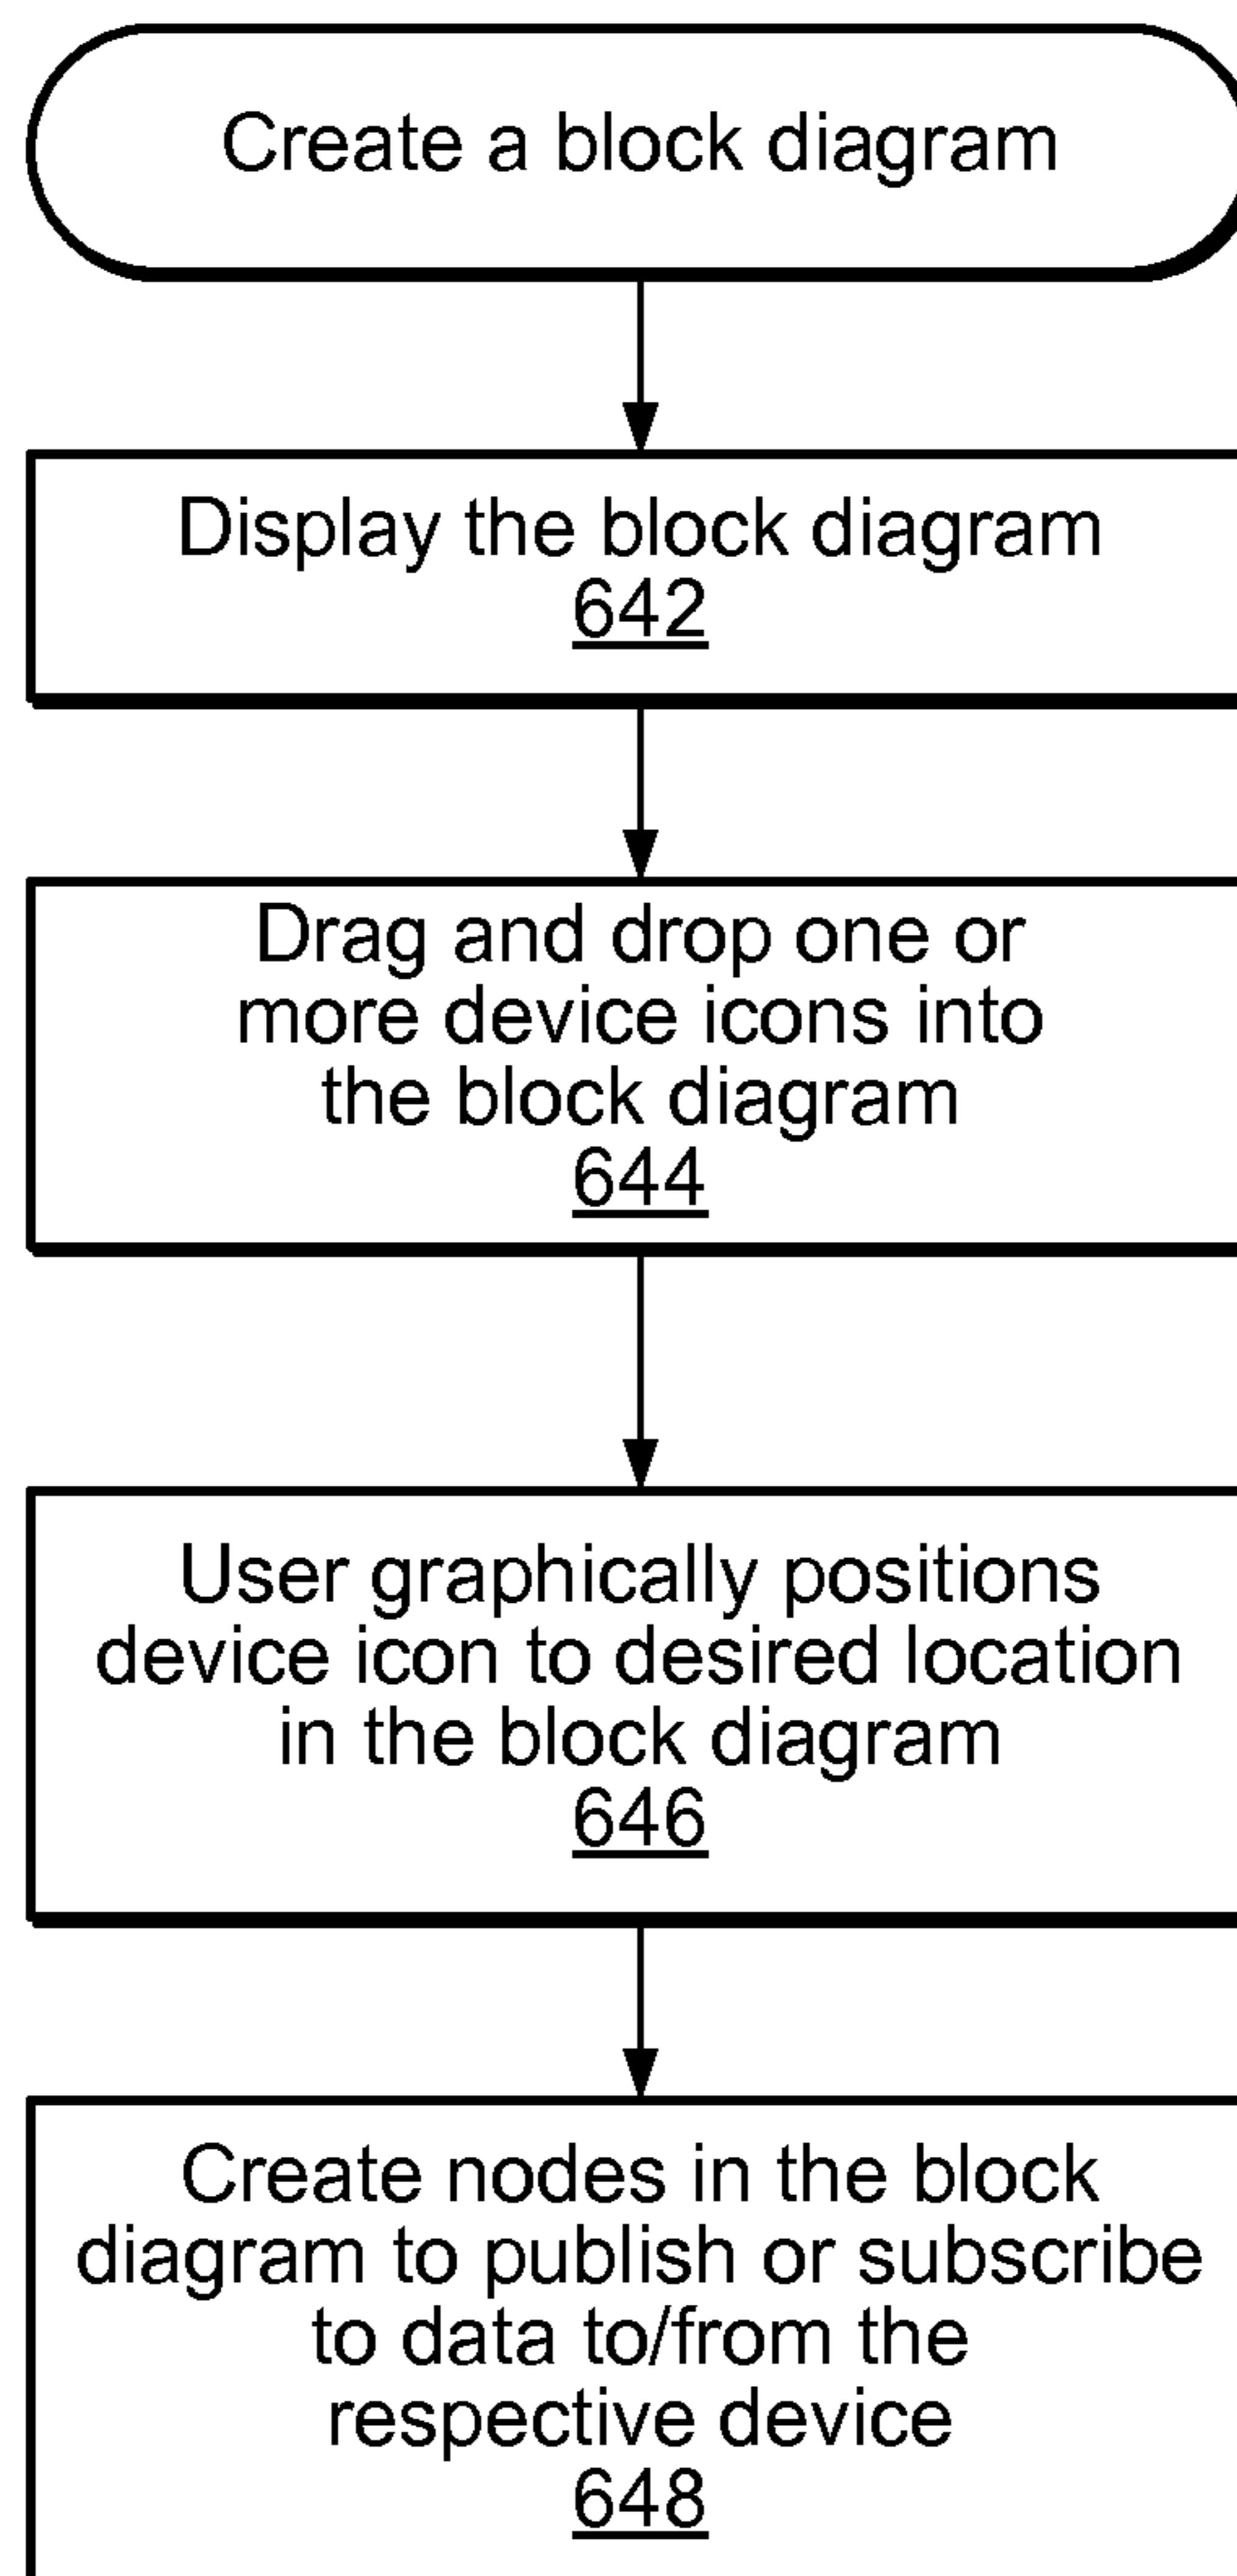 Create a block diagram
Display the block diagram
642
Drag and drop one or
more device icons into
the block diagram
644
User graphically positions
device icon to desired location
in the block diagram
646
Create nodes in the block
diagram to publish or subscribe
to data to/from the
respective device
648